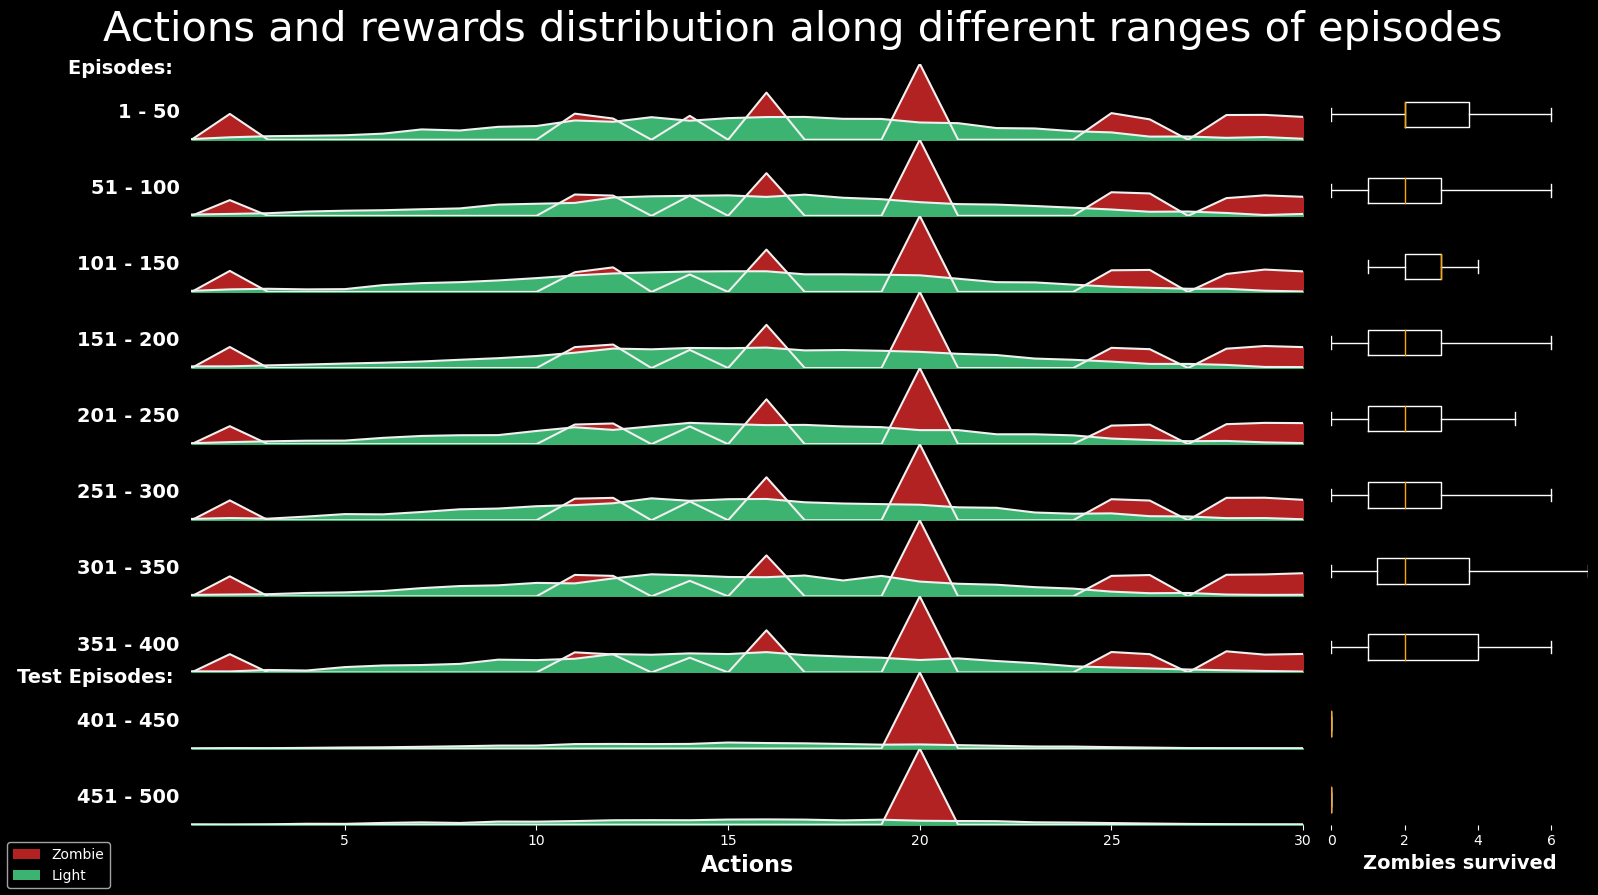 Actions and rewards distribution along different ranges of episodes
Episodes:
1 - 50
51 - 100
101 - 150
151 - 200
201 - 250
251 - 300
301 - 350
351 - 400
Test Episodes:
401 - 450
451 - 500
5 10 15 20 25 30 0 2 4 6
Actions
Zombies survived
Zombie
Light